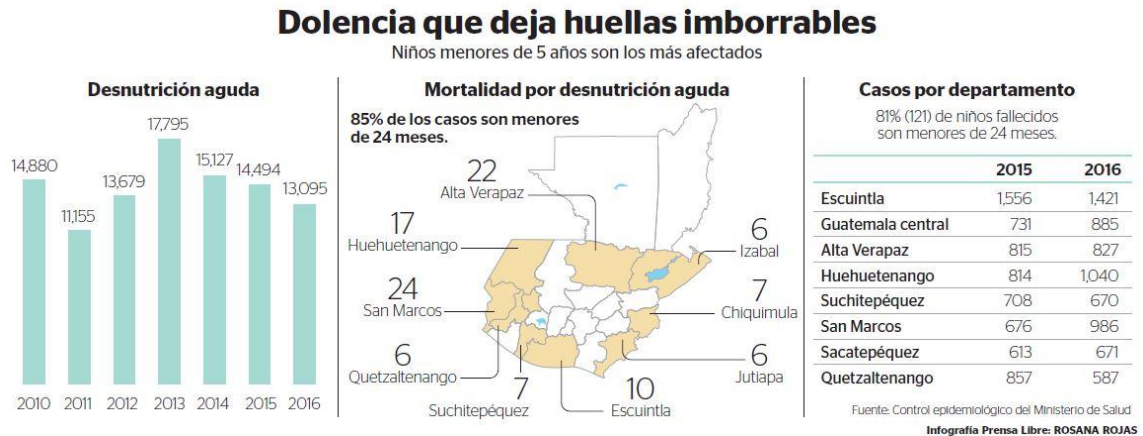 Dolencia que deja huellas imborrables
Niños menores de 5 años son los más afectados
Desnutrición aguda
14,880
11,155
12,679
17,795
15,127
14,494
13,095
2010
2011
2012
2013
2014
2015
2016
Mortalidad por desnutrición aguda
85% de los casos son menores
de 24 meses.
22
Alta Verapaz
17
Huehuetenango
6
Izabal
24
San Marcos
7
Chiquimula
6
Quetzaltenango
7
Suchitepéquez
10
Escuintla
6
Jutiapa
Casos por departamento
81% (121) de niños fallecidos
son menores de 24 meses.
2015 2016
Escuintla 1,556 1,421
Guatemala central 731 885
Alta Verapaz 815 827
Huehuetenango 814 1,040
Suchitepéquez 708 670
San Marcos 676 986
Sacatepéquez 613 671
Quetzaltenango 857 587
Fuente: Control epidemiológico del Ministerio de Salud
Infografía Prensa Libre: ROSANA ROJAS